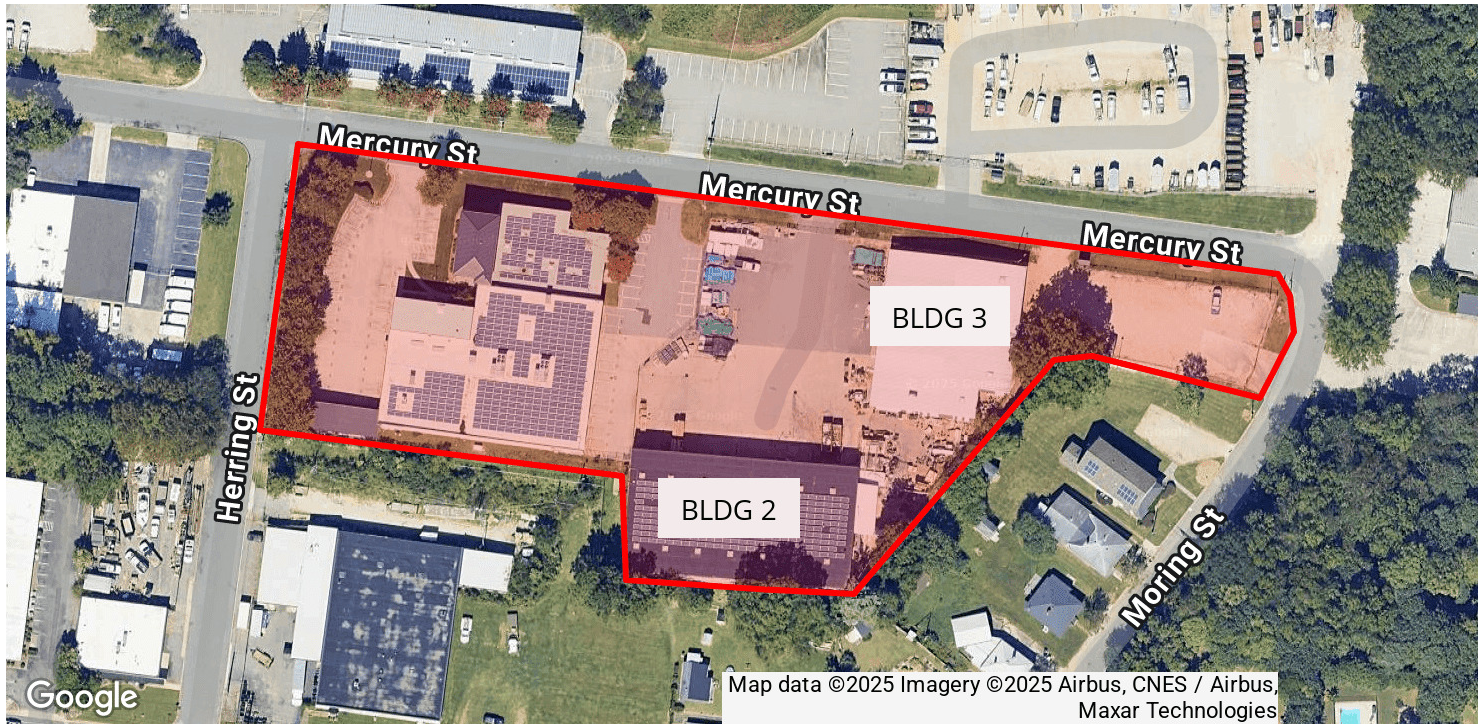 Mercury St
Mercury St
Mercury St
BLDG 3
Herring St
BLDG 2
Moring St
Google
Map data ©2025 Imagery ©2025 Airbus, CNES / Airbus,
Maxar Technologies